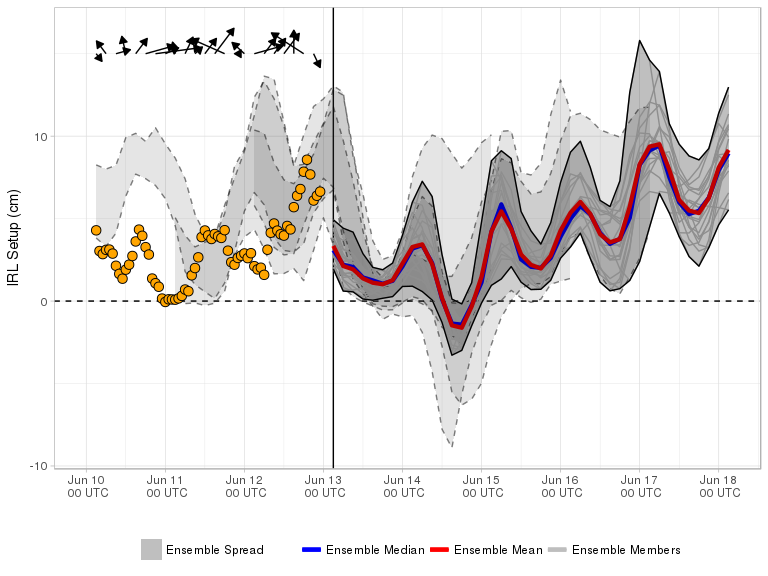 IRL Setup (cm)
10
0
-10
Jun 10 Jun 11 Jun 12 Jun 13 Jun 14 Jun 15 Jun 16 Jun 17 Jun 18
00 UTC 00 UTC 00 UTC 00 UTC 00 UTC 00 UTC 00 UTC 00 UTC 00 UTC
Ensemble Spread Ensemble Median Ensemble Mean Ensemble Members